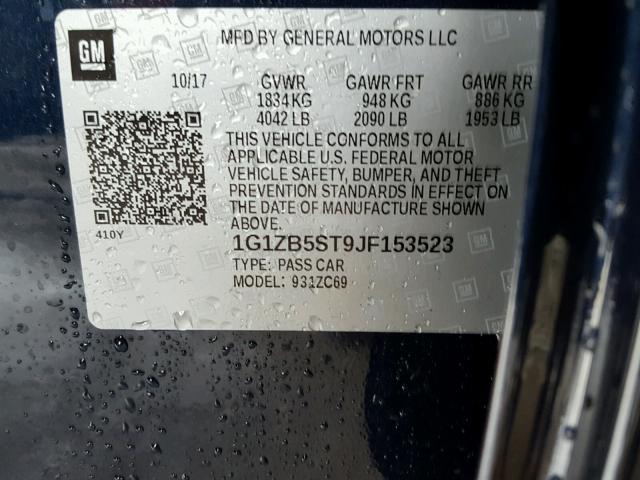 GM
MFD BY GENERAL MOTORS LLC
10/17 GVWR GAWR FRT GAWR RR
1834 KG 948 KG 886 KG
4042 LB 2090 LB 1953 LB
THIS VEHICLE CONFORMS TO ALL
APPLICABLE U.S. FEDERAL MOTOR
VEHICLE SAFETY, BUMPER, AND THEFT
PREVENTION STANDARDS IN EFFECT ON
THE DATE OF MANUFACTURE SHOWN
ABOVE.
410Y
1G1ZB5ST9JF153523
TYPE: PASS CAR
MODEL: 931ZC69